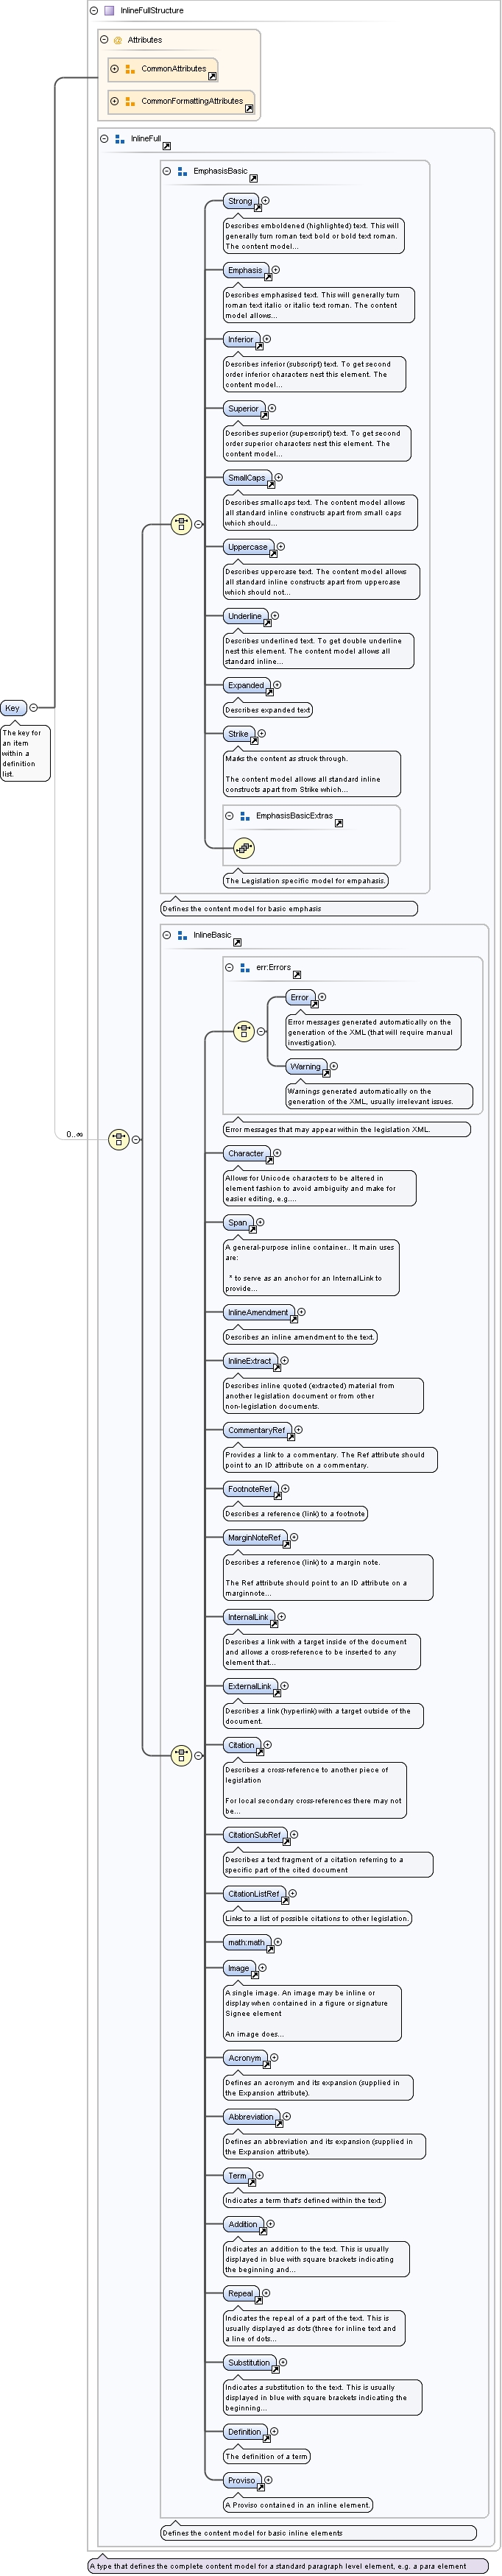 InlineFullStructure
Attributes
CommonAttributes
CommonFormattingAttributes
InlineFull
EmphasisBasic
Strong
Describes emboldened (highlighted) text. This will
generally turn roman text bold or bold text roman.
The content model...
Emphasis
Describes emphasised text. This will generally turn
roman text italic or italic text roman. The content
model allows...
Inferior
Describes inferior (subscript) text. To get second
order inferior characters nest this element. The
content model...
Superior
Describes superior (superscript) text. To get second
order superior characters nest this element. The
content model...
SmallCaps
Describes smallcaps text. The content model allows
all standard inline constructs apart from small caps
which should...
Uppercase
Describes uppercase text. The content model allows
all standard inline constructs apart from uppercase
which should not...
Underline
Describes underlined text. To get double underline
nest this element. The content model allows all
standard inline...
Expanded
Describes expanded text
Key
The key for
an item
within a
definition
list.
Strike
Marks the content as struck through.
The content model allows all standard inline
constructs apart from Strike which...
EmphasisBasicExtras
The Legislation specific model for empahasis.
Defines the content model for basic emphasis
InlineBasic
err:Errors
Error
Error messages generated automatically on the
generation of the XML (that will require manual
investigation).
Warning
Warnings generated automatically on the
generation of the XML, usually irrelevant issues.
Error messages that may appear within the legislation XML.
0..∞
Character
Allows for Unicode characters to be altered in
element fashion to avoid ambiguity and make for
easier editing, e.g....
Span
A general-purpose inline container.. It main uses
are:
* to serve as an anchor for an InternalLink to
provide...
InlineAmendment
Describes an inline amendment to the text.
InlineExtract
Describes inline quoted (extracted) material from
another legislation document or from other
non-legislation documents.
CommentaryRef
Provides a link to a commentary. The Ref attribute should
point to an ID attribute on a commentary.
FootnoteRef
Describes a reference (link) to a footnote
MarginNoteRef
Describes a reference (link) to a margin note.
The Ref attribute should point to an ID attribute on a
marginnote...
InternalLink
Describes a link with a target inside of the document
and allows a cross-reference to be inserted to any
element that...
ExternalLink
Describes a link (hyperlink) with a target outside of the
document.
Citation
Describes a cross-reference to another piece of
legislation
For local secondary cross-references there may not
be...
CitationSubRef
Describes a text fragment of a citation referring to a
specific part of the cited document
CitationListRef
Links to a list of possible citations to other legislation.
math:math
Image
A single image. An image may be inline or
display when contained in a figure or signature
Signee element
An image does...
Acronym
Defines an acronym and its expansion (supplied in
the Expansion attribute).
Abbreviation
Defines an abbreviation and its expansion (supplied in
the Expansion attribute).
Term
Indicates a term that's defined within the text.
Addition
Indicates an addition to the text. This is usually
displayed in blue with square brackets indicating
the beginning and...
Repeal
Indicates the repeal of a part of the text. This is
usually displayed as dots (three for inline text and
a line of dots...
Substitution
Indicates a substitution to the text. This is usually
displayed in blue with square brackets indicating the
beginning...
Definition
The definition of a term
Proviso
A Proviso contained in an inline element.
Defines the content model for basic inline elements
A type that defines the complete content model for a standard paragraph level element, e.g. a para element